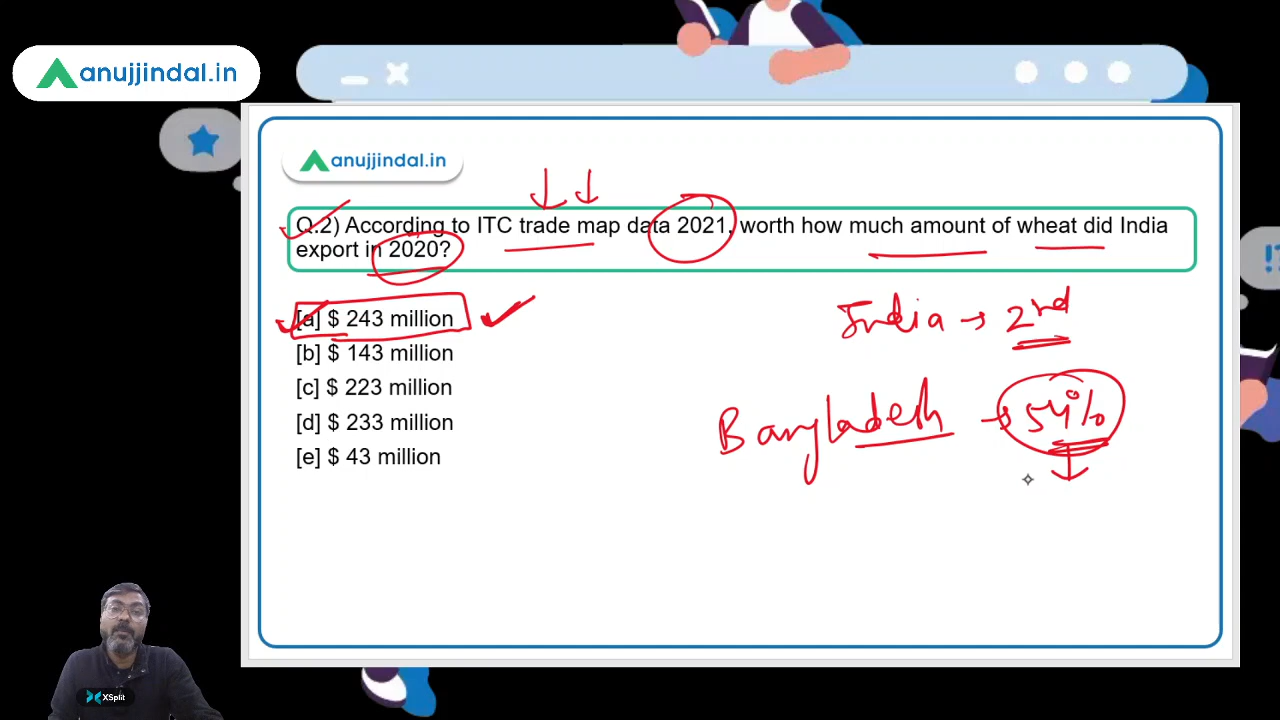 anujjindal.in
anujjindal.in
Q.2) According to ITC trade map data 2021, worth how much amount of wheat did India
export in 2020?
[a] $ 243 million
[b] $ 143 million
[c] $ 223 million
[d] $ 233 million
[e] $ 43 million
India → 2nd
Bangladesh → 54%
XSplit